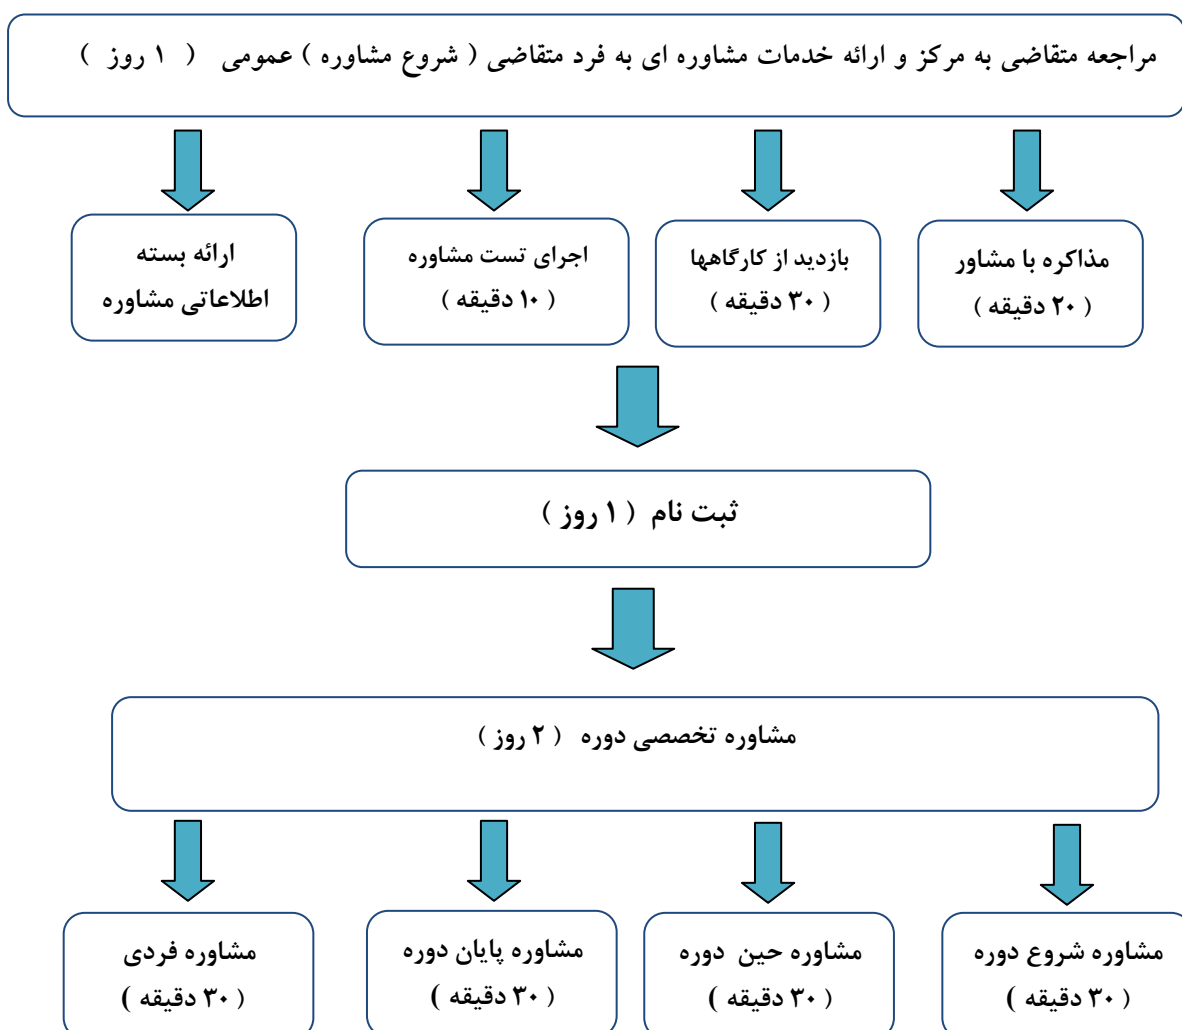 مراجعه متقاضی به مرکز و ارائه خدمات مشاوره ای به فرد متقاضی ( شروع مشاوره ) عمومی ( ۱ روز )
مذاکره با مشاور
( ۲۰ دقیقه )
بازدید از کارگاهها
( ۳۰ دقیقه )
اجرای تست مشاوره
( ۱۰ دقیقه )
ارائه بسته
اطلاعاتی مشاوره
ثبت نام ( ۱ روز )
مشاوره تخصصی دوره ( ۲ روز )
مشاوره شروع دوره
( ۳۰ دقیقه )
مشاوره حین دوره
( ۳۰ دقیقه )
مشاوره پایان دوره
( ۳۰ دقیقه )
مشاوره فردی
( ۳۰ دقیقه )